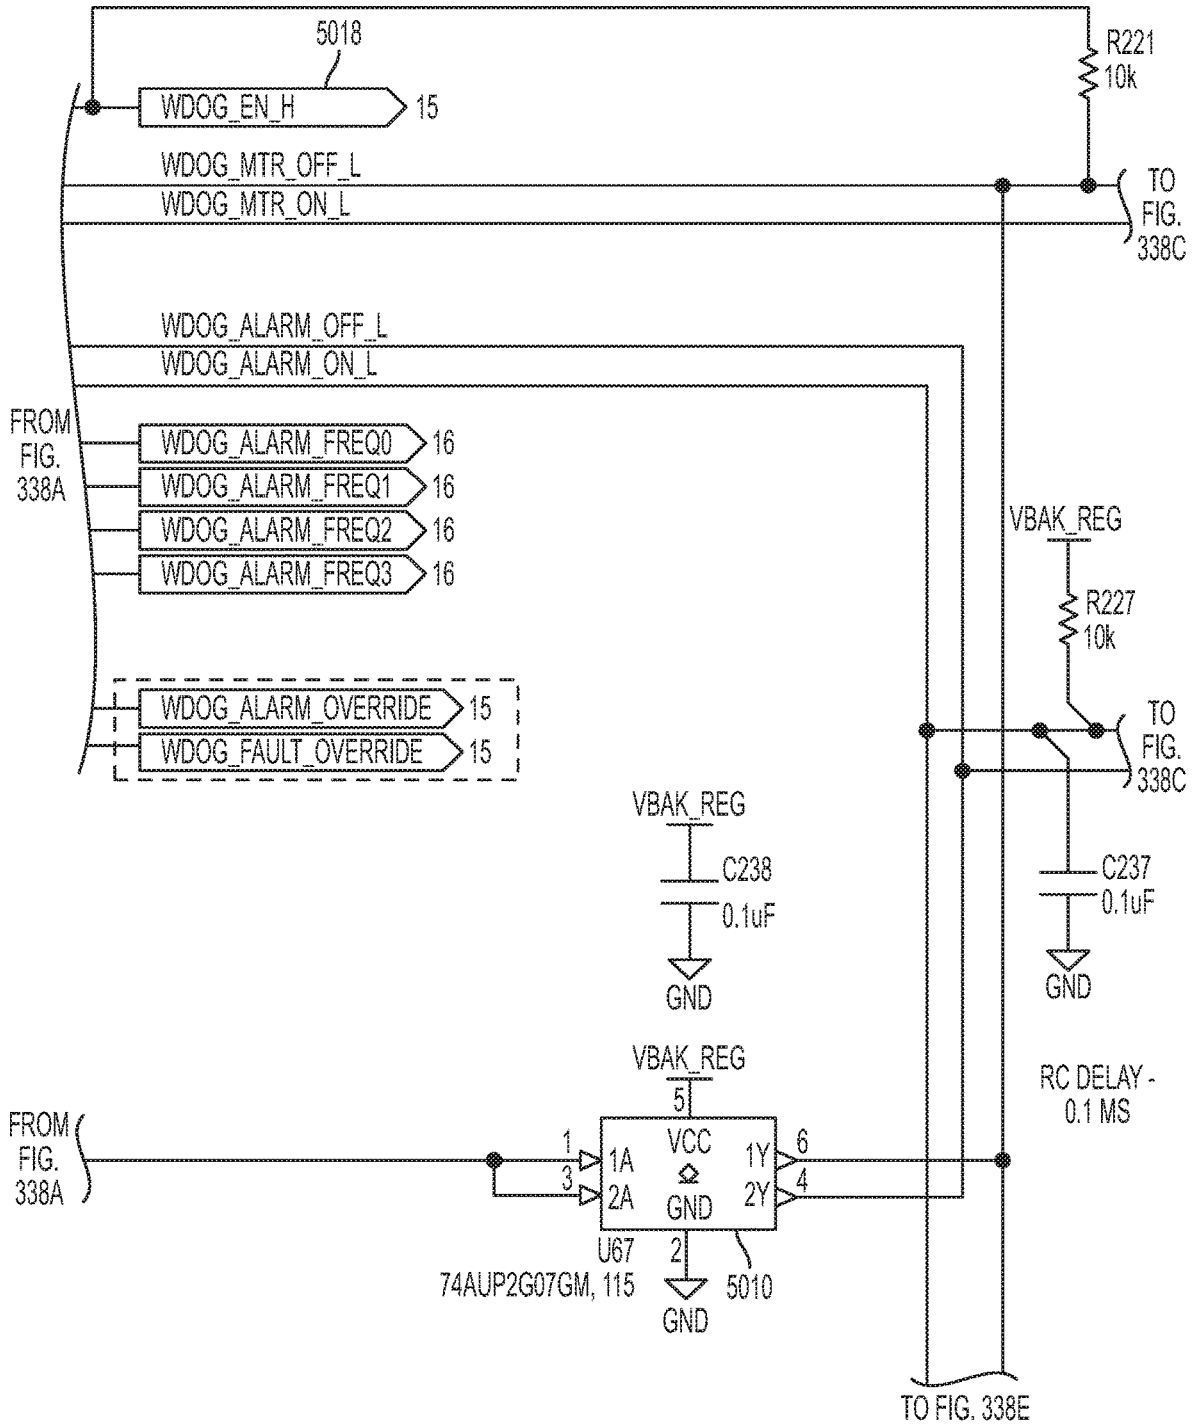 5018
R221
10k
WDOG_EN_H
15
WDOG_MTR_OFF_L
WDOG_MTR_ON_L
TO
FIG.
338C
WDOG_ALARM_OFF_L
WDOG_ALARM_ON_L
FROM
FIG.
338A
WDOG_ALARM_FREQ0
16
WDOG_ALARM_FREQ1
16
WDOG_ALARM_FREQ2
16
WDOG_ALARM_FREQ3
16
VBAK_REG
R227
10k
WDOG_ALARM_OVERRIDE
15
WDOG_FAULT_OVERRIDE
15
TO
FIG.
338C
VBAK_REG
C238
0.1uF
GND
C237
0.1uF
GND
VBAK_REG
RC DELAY -
0.1 MS
FROM
FIG.
338A
5
1
3
1A
2A
VCC
GND
1Y
2Y
6
4
2
U67
74AUP2G07GM, 115
5010
GND
TO FIG. 338E